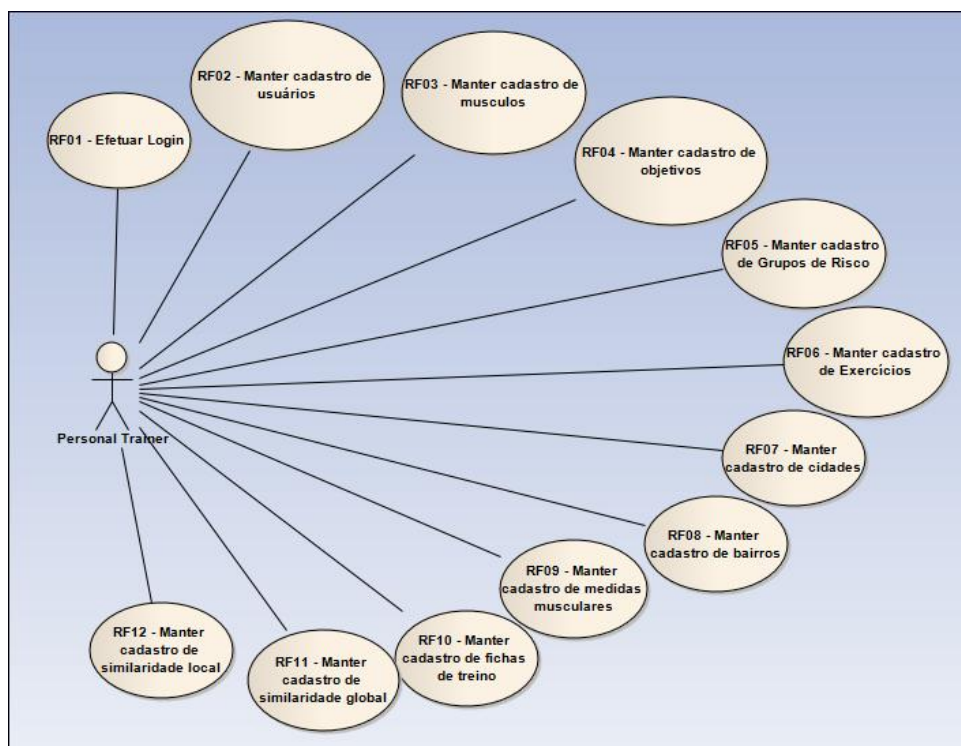 RF02 - Manter cadastro de
usuários
RF03 - Manter cadastro de
musculos
RF01 - Efetuar Login
RF04 - Manter cadastro de
objetivos
RF05 - Manter cadastro
de Grupos de Risco
RF06 - Manter cadastro
de Exercícios
Personal Trainer
RF07 - Manter
cadastro de cidades
RF08 - Manter
cadastro de bairros
RF09 - Manter
cadastro de medidas
musculares
RF10 - Manter
cadastro de fichas
de treino
RF11 - Manter
cadastro de
similaridade global
RF12 - Manter
cadastro de
similaridade local